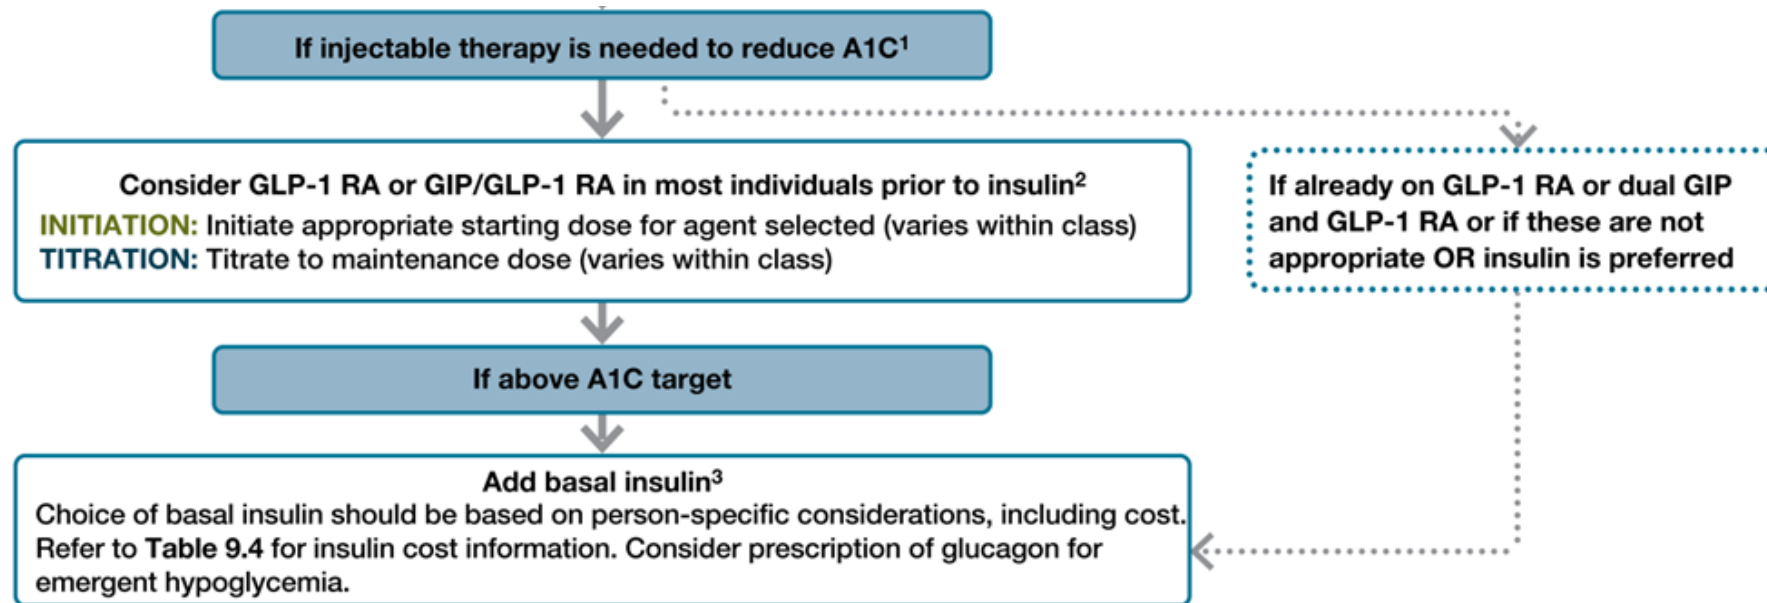 If injectable therapy is needed to reduce A1C¹
Consider GLP-1 RA or GIP/GLP-1 RA in most individuals prior to insulin²
INITIATION: Initiate appropriate starting dose for agent selected (varies within class)
TITRATION: Titrate to maintenance dose (varies within class)
If already on GLP-1 RA or dual GIP
and GLP-1 RA or if these are not
appropriate OR insulin is preferred
If above A1C target
Add basal insulin³
Choice of basal insulin should be based on person-specific considerations, including cost.
Refer to Table 9.4 for insulin cost information. Consider prescription of glucagon for
emergent hypoglycemia.